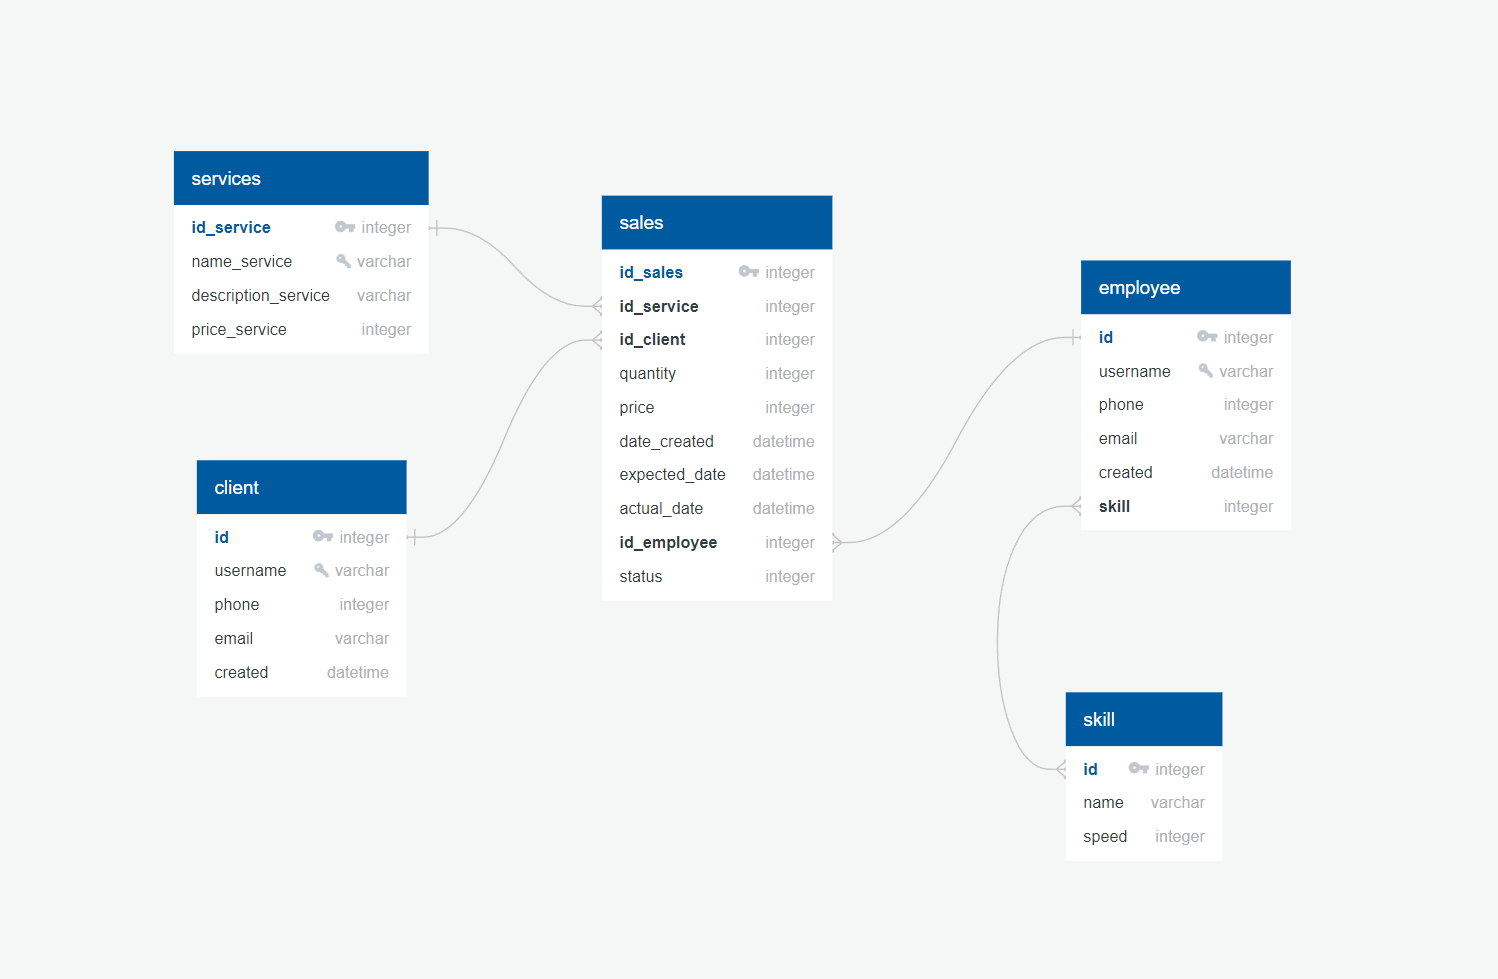 services
id_service integer
name_service varchar
description_service varchar
price_service integer
client
id integer
username varchar
phone integer
email varchar
created datetime
sales
id_sales integer
id_service integer
id_client integer
quantity integer
price integer
date_created datetime
expected_date datetime
actual_date datetime
id_employee integer
status integer
employee
id integer
username varchar
phone integer
email varchar
created datetime
skill integer
skill
id integer
name varchar
speed integer